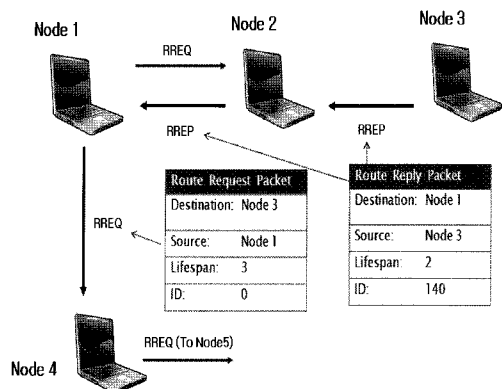 Node 1
Node 2
Node 3
RREQ
RREP
RREP
RREQ
Route Request Packet
Destination: Node 3
Source: Node 1
Lifespan: 3
ID: 0
Route Reply Packet
Destination: Node 1
Source: Node 3
Lifespan: 2
ID: 140
Node 4
RREQ (To Node5)